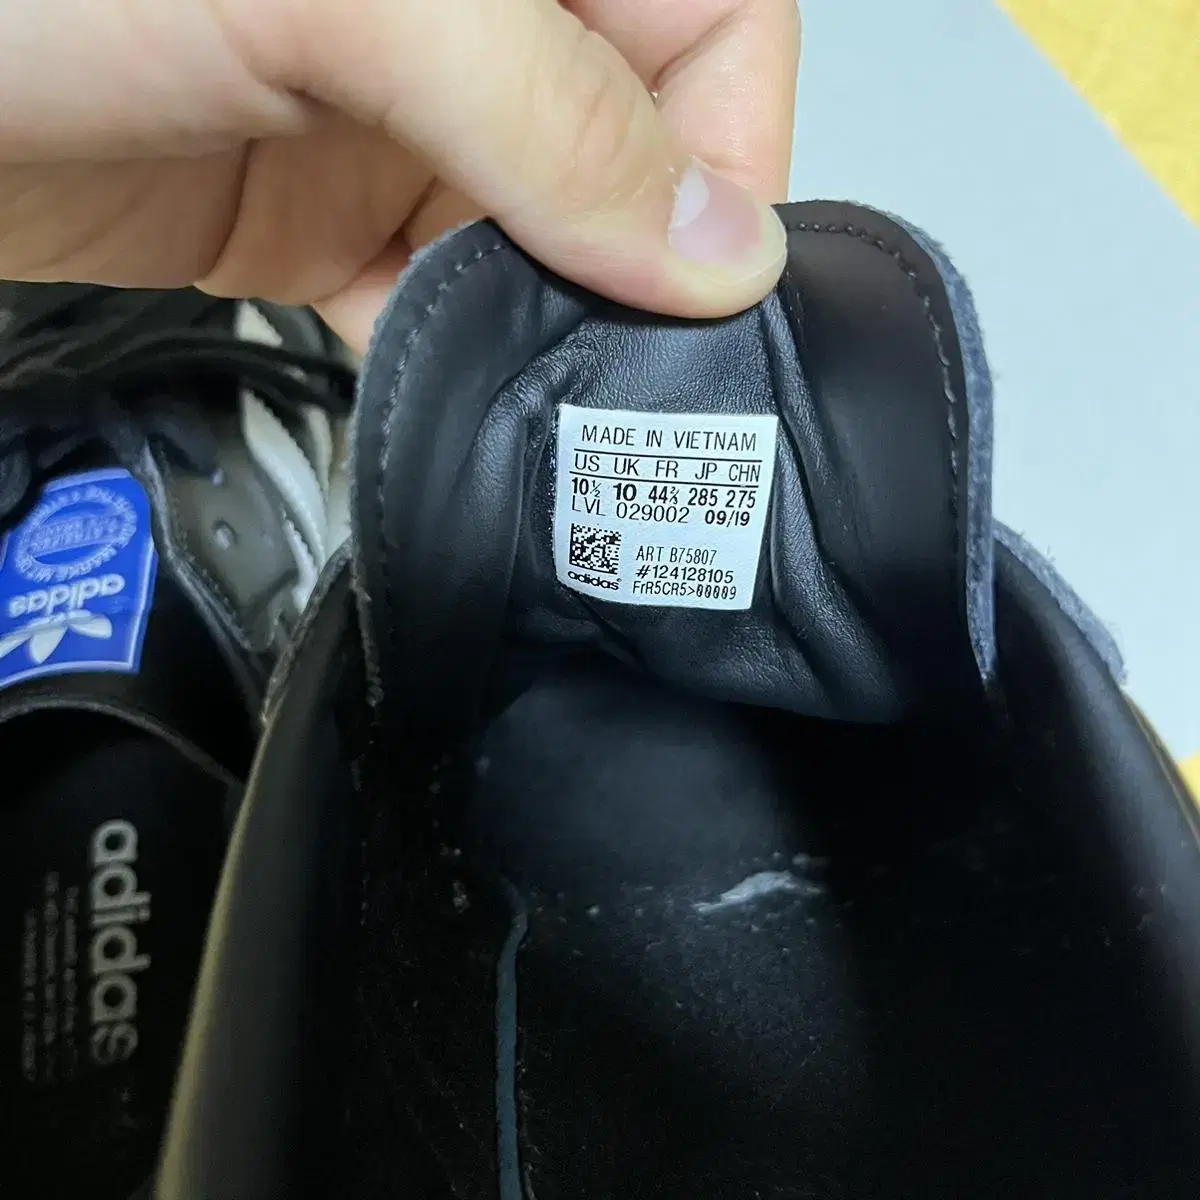 MADE IN VIETNAM
US UK FR JP CHN
10½ 10 44⅔ 285 275
LVL 029002 09/19
ART B75807
#124128105
adidas® FrR5CR5>00009
adidas
adidas